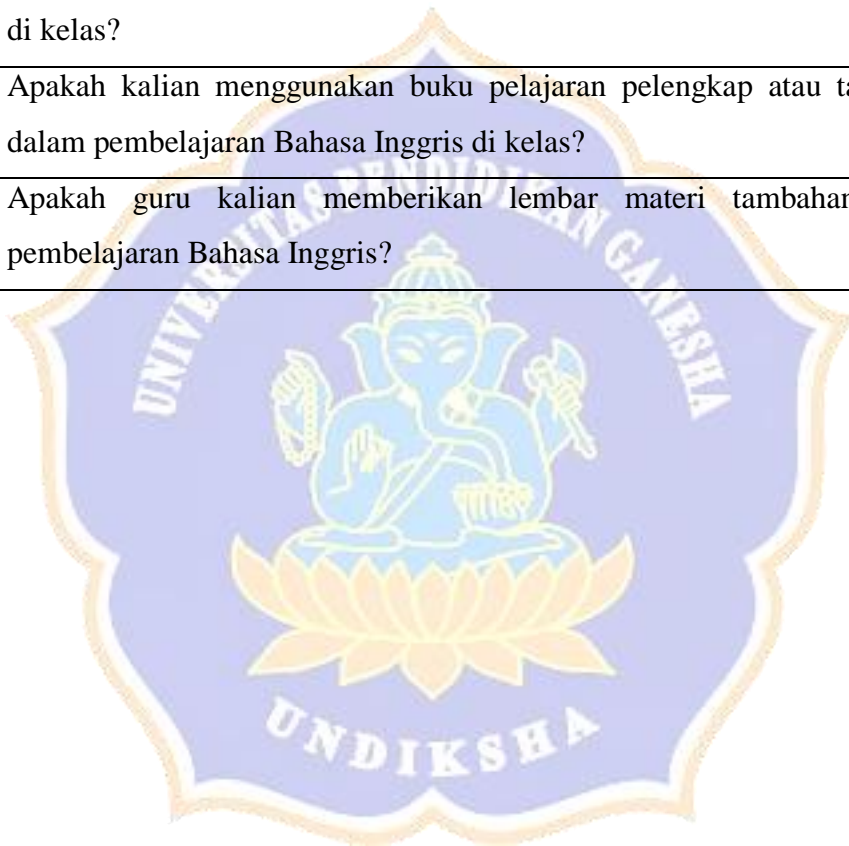 di kelas?
Apakah kalian menggunakan buku pelajaran pelengkap atau
dalam pembelajaran Bahasa Inggris di kelas?
Apakah guru kalian memberikan lembar materi tambahan
pembelajaran Bahasa Inggris?
UNIVERSITAS PENDIDIKAN GANESHA
UNDIKSHA